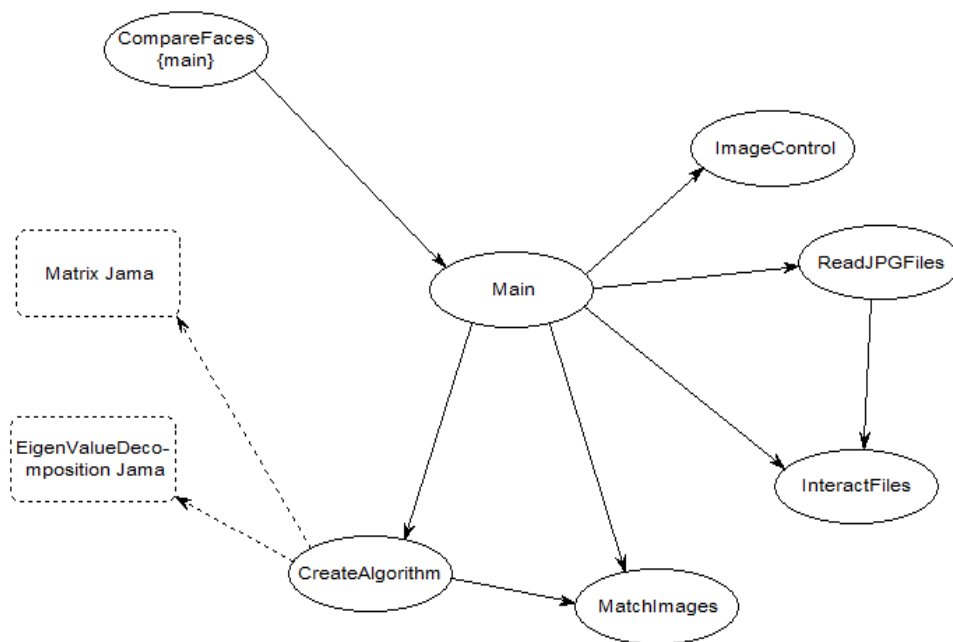 CompareFaces
{main}
ImageControl
ReadJPGFiles
Matrix Jama
Main
EigenValueDeco-
mposition Jama
InteractFiles
CreateAlgorithm
MatchImages